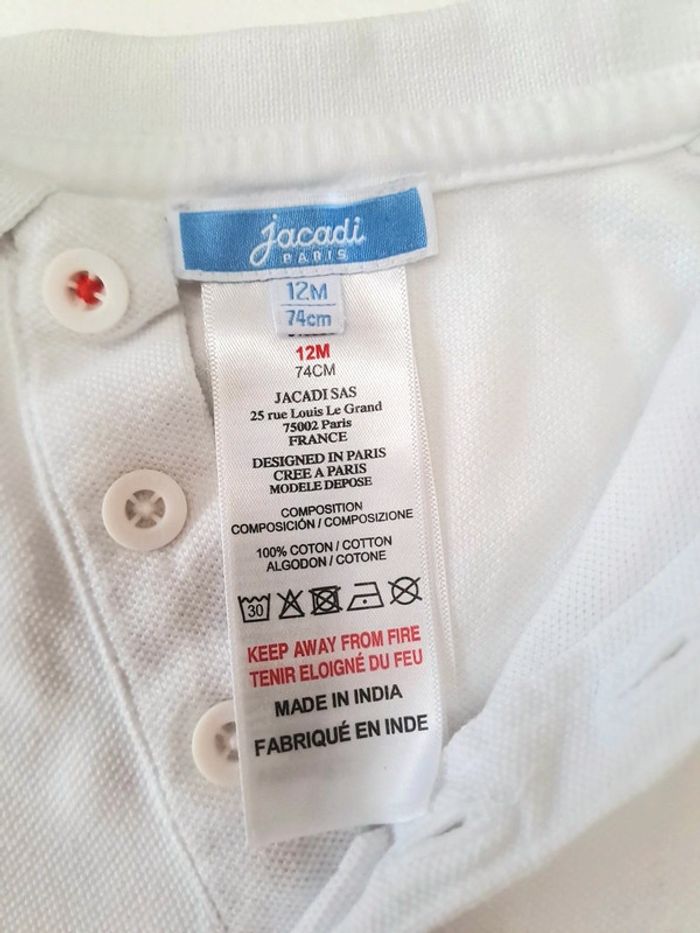 jacadi
PARIS
12M
74cm
12M
74CM
JACADI SAS
25 rue Louis Le Grand
75002 Paris
FRANCE
DESIGNED IN PARIS
CREE A PARIS
MODELE DEPOSE
COMPOSITION
COMPOSICIÓN / COMPOSIZIONE
100% COTON / COTTON
ALGODON / COTONE
30
KEEP AWAY FROM FIRE
TENIR ELOIGNÉ DU FEU
MADE IN INDIA
FABRIQUÉ EN INDE